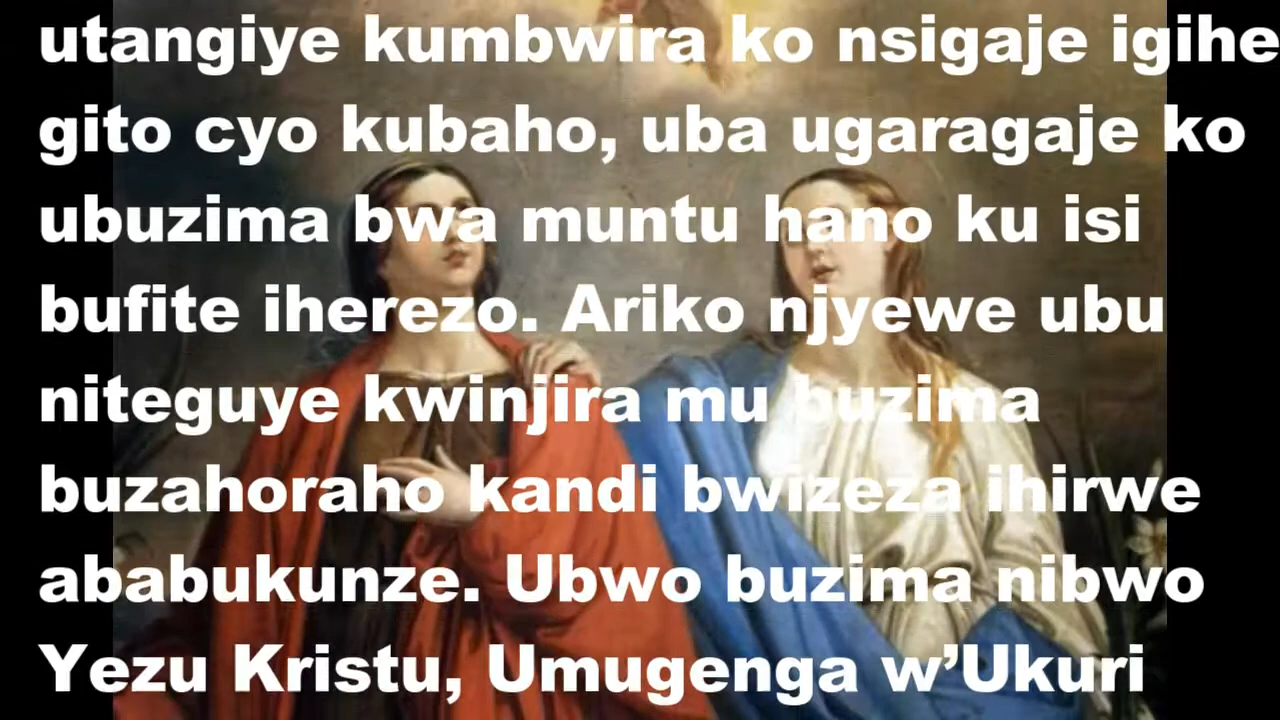 utangiye kumbwira ko nsigaje igihe
gito cyo kubaho, uba ugaragaje ko
ubuzima bwa muntu hano ku isi
bufite iherezo. Ariko njyewe ubu
niteguye kwinjira mu buzima
buzahoraho kandi bwizeza ihirwe
ababukunze. Ubwo buzima nibwo
Yezu Kristu, Umugenga w’Ukuri